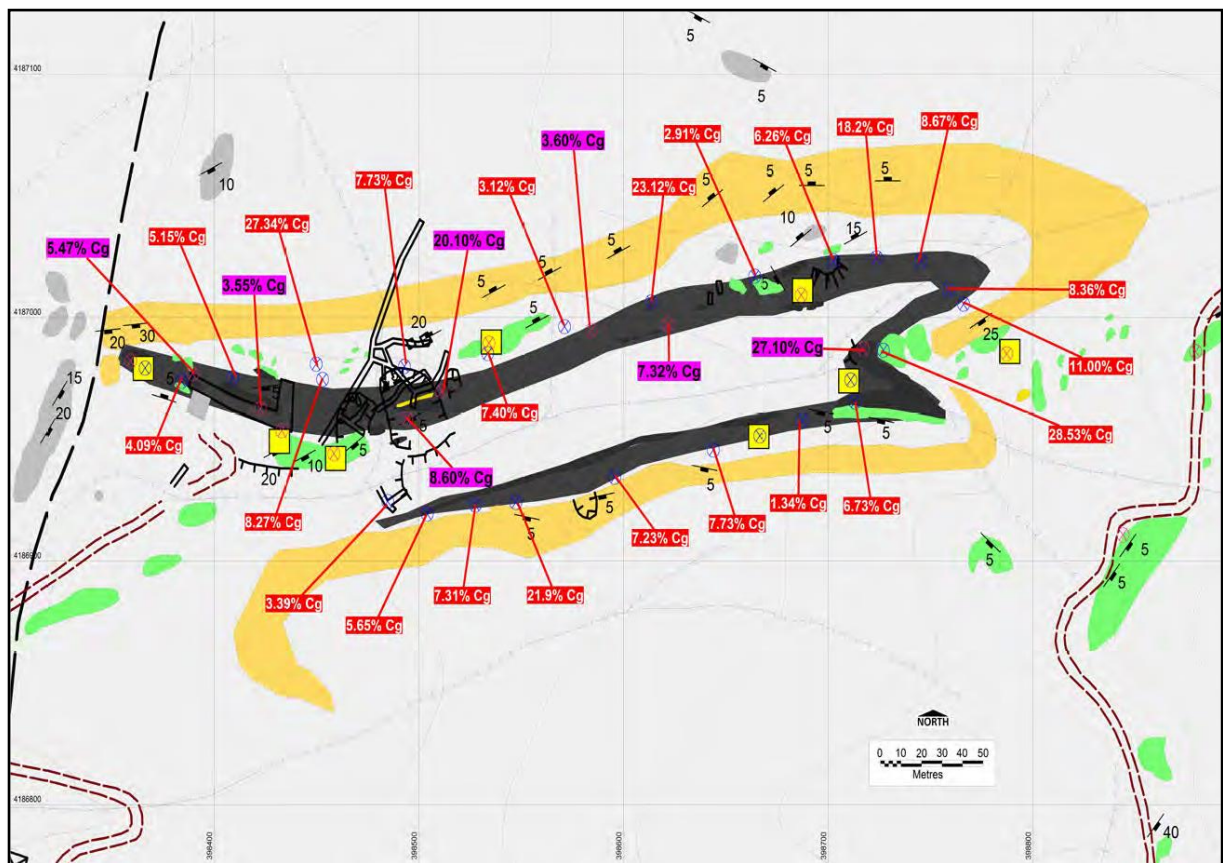 5
4187100
5
3.60% Cg
2.91% Cg
6.26% Cg
18.2% Cg
8.67% Cg
10
7.73% Cg
3.12% Cg
23.12% Cg
5
5
5
5
5.47% Cg
5.15% Cg
27.34% Cg
20.10% Cg
5
10
15
3.55% Cg
5
5
5
4187000
20
30
5
20
25
8.36% Cg
27.10% Cg
11.00% Cg
7.32% Cg
15
5
20
7.40% Cg
4.09% Cg
5
5
5
28.53% Cg
20
10
5
8.60% Cg
5
8.27% Cg
5
1.34% Cg
6.73% Cg
7.73% Cg
7.23% Cg
5
5
4186900
5
5
3.39% Cg
7.31% Cg
21.9% Cg
5.65% Cg
NORTH
0 10 20 30 40 50
Metres
4186800
40
398400
398500
398600
398700
398800